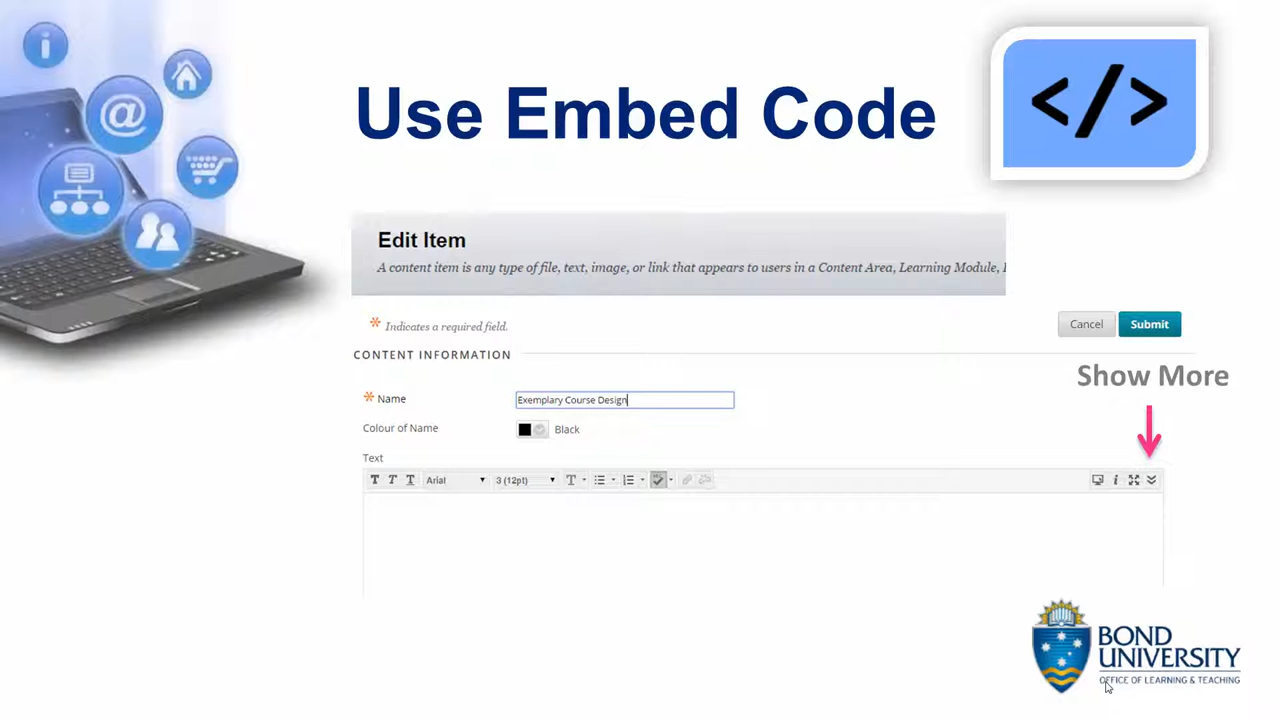 Use Embed Code
</>
Edit Item
A content item is any type of file, text, image, or link that appears to users in a Content Area, Learning Module,
* Indicates a required field.
Cancel Submit
CONTENT INFORMATION
Show More
* Name Exemplary Course Design
Colour of Name Black
Text
T T T Arial 3 (12pt) T
BOND
UNIVERSITY
OFFICE OF LEARNING & TEACHING